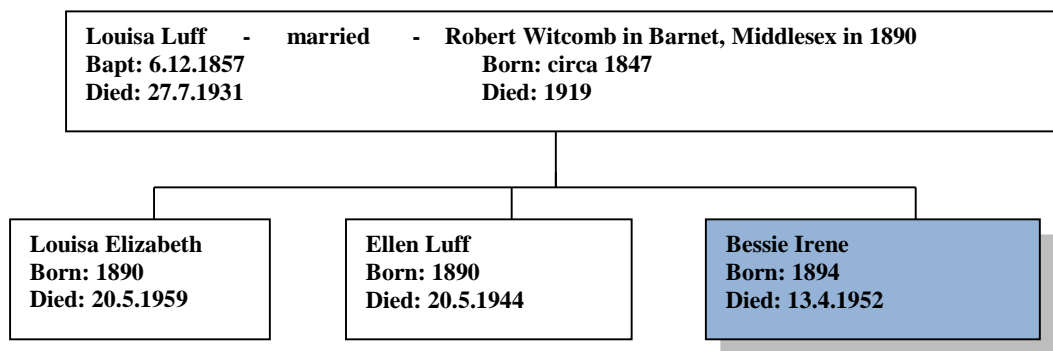 Louisa Luff - married - Robert Witcomb in Barnet, Middlesex in 1890
Bapt: 6.12.1857 Born: circa 1847
Died: 27.7.1931 Died: 1919
Louisa Elizabeth
Born: 1890
Died: 20.5.1959
Ellen Luff
Born: 1890
Died: 20.5.1944
Bessie Irene
Born: 1894
Died: 13.4.1952